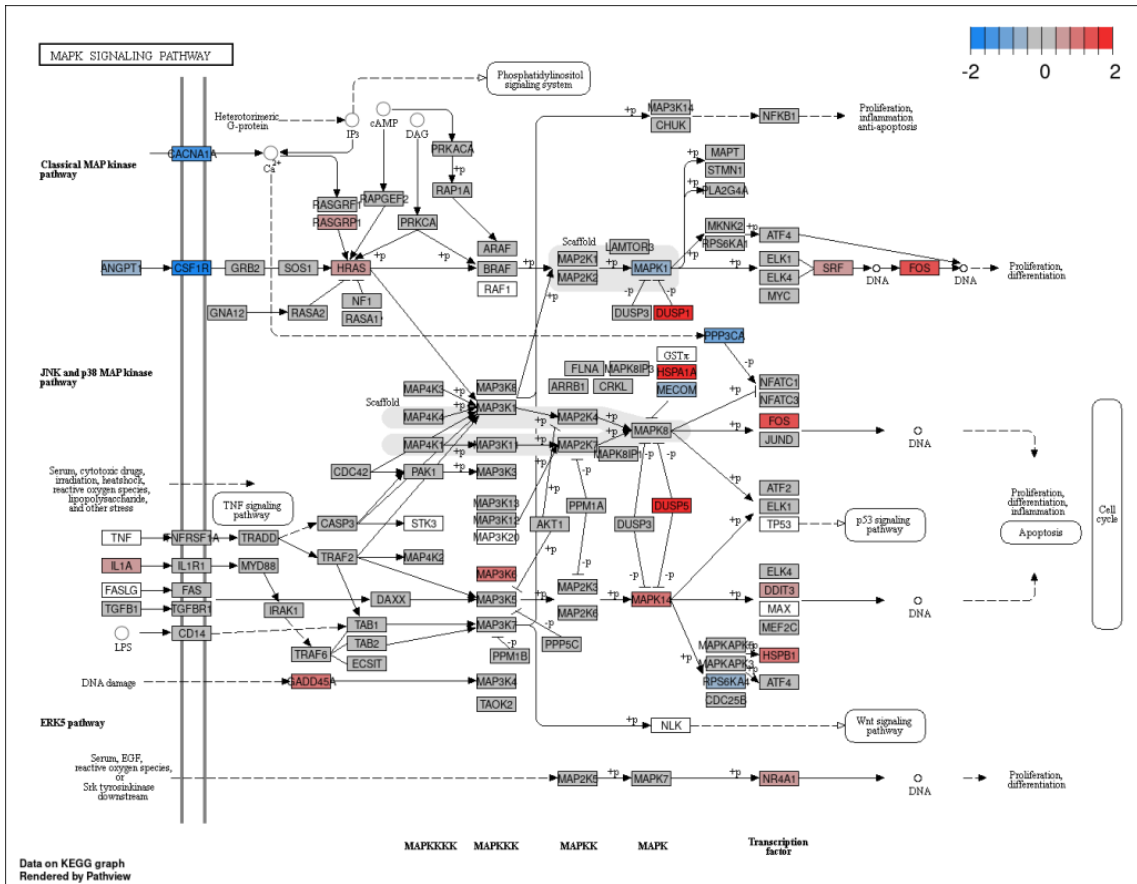 MAPK SIGNALING PATHWAY
-2 0 2
Phosphatidylinositol
signaling system
Heterotrimeric
G-protein
IP3
cAMP
DAG
+p
MAP3K14
CHUK
NFKB1
Proliferation,
inflammation
anti-apoptosis
Classical MAP kinase
pathway
CACNA1A
Ca2+
PRKACA
+p
RAP1A
MAPT
STMN1
PLA2G4A
RASGRF1
RAPGEF2
RASGRP1
PRKCA
+p
+p
Scaffold
LAMTOR3
MKNK2
RPS6KA1
+p
ATF4
ARAF
ANGPT1
CSF1R
GRB2
SOS1
HRAS
BRAF
RAF1
+p
MAP2K1
MAP2K2
+p
MAPK1
+p
+p
ELK1
ELK4
MYC
SRF
DNA
FOS
DNA
Proliferation,
differentiation
GNA12
RASA2
NF1
RASA1
+p
-p
-p
DUSP3
DUSP1
PPP3CA
-p
JNK and p38 MAP kinase
pathway
GSTπ
FLNA
MAPK8IP3
HSPA1A
ARRB1
CRKL
MECOM
NFATC1
NFATC3
MAP4K3
MAP3K8
+p
+p
Scaffold
MAP4K4
MAP3K1
MAP2K4
+p
MAPK8
+p
FOS
JUND
DNA
MAP4K1
+p
MAP3K11
+p
MAP2K7
MAPK8IP1
CDC42
PAK1
+p
MAP3K3
Serum, cytotoxic drugs,
irradiation, heatshock,
reactive oxygen species,
lipopolysaccharide,
and other stress
TNF signaling
pathway
MAP3K13
MAP3K12
MAP3K20
-p
-p
-p
PPM1A
AKT1
DUSP3
DUSP5
ATF2
ELK1
TP53
p53 signaling
pathway
Proliferation,
differentiation,
inflammation
Apoptosis
Cell
cycle
CASP3
STK3
TNF
TNFRSF1A
TRADD
TRAF2
MAP4K2
+p
-p
-p
-p
-p
IL1A
IL1R1
MYD88
MAP3K6
MAP2K3
ELK4
DDIT3
MAX
MEF2C
FASLG
FAS
DAXX
MAP3K5
+p
MAP2K6
+p
MAPK14
+p
DNA
TGFB1
TGFBR1
IRAK1
LPS
CD14
TAB1
TAB2
ECSIT
TRAF6
+p
+p
MAP3K7
-p
PPM1B
PPP5C
+p
MAPKAPK5
+p
HSPB1
MAPKAPK3
RPS6KA4
+p
ATF4
CDC25B
DNA damage
GADD45A
MAP3K4
TAOK2
ERK5 pathway
+p
NLK
Wnt signaling
pathway
Serum, EGF,
reactive oxygen species,
or
Srk tyrosinkinase
downstream
MAP2K5
+p
MAPK7
+p
NR4A1
DNA
Proliferation,
differentiation
MAPKKKK
MAPKKK
MAPKK
MAPK
Transcription
factor
Data on KEGG graph
Rendered by Pathview